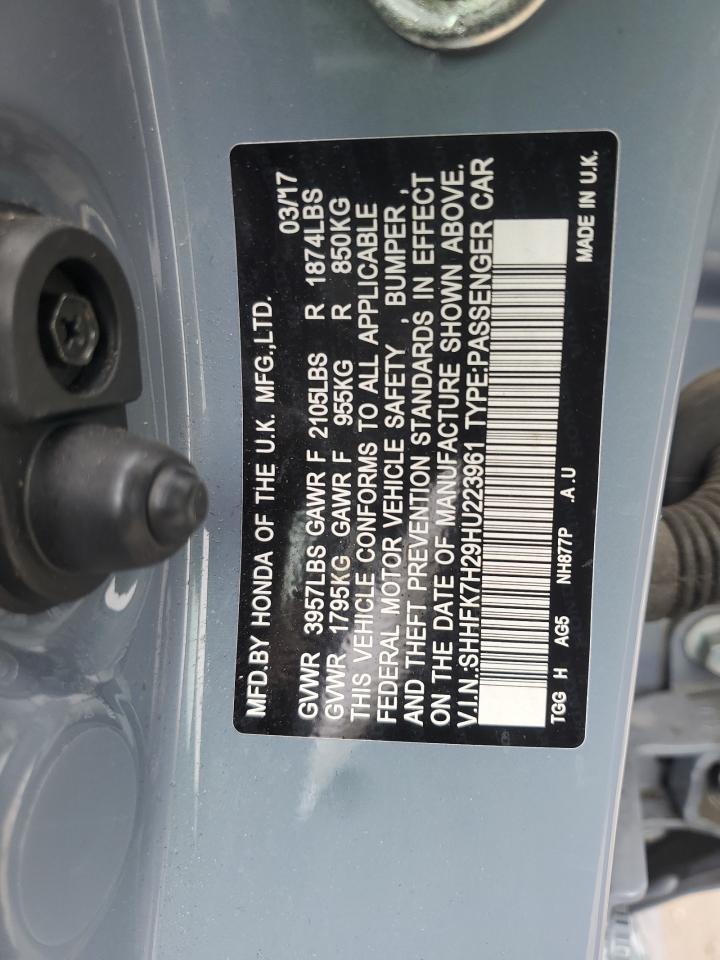 MFD.BY HONDA OF THE U.K. MFG.,LTD.
03/17
GVWR 3957LBS GAWR F 2105LBS R 1874LBS
GVWR 1795KG GAWR F 955KG R 850KG
THIS VEHICLE CONFORMS TO ALL APPLICABLE
FEDERAL MOTOR VEHICLE SAFETY , BUMPER ,
AND THEFT PREVENTION STANDARDS IN EFFECT
ON THE DATE OF MANUFACTURE SHOWN ABOVE.
V.I.N.:SHHFK7H29HU223961 TYPE:PASSENGER CAR
TGG H AG5 NH877P .A .U MADE IN U.K.